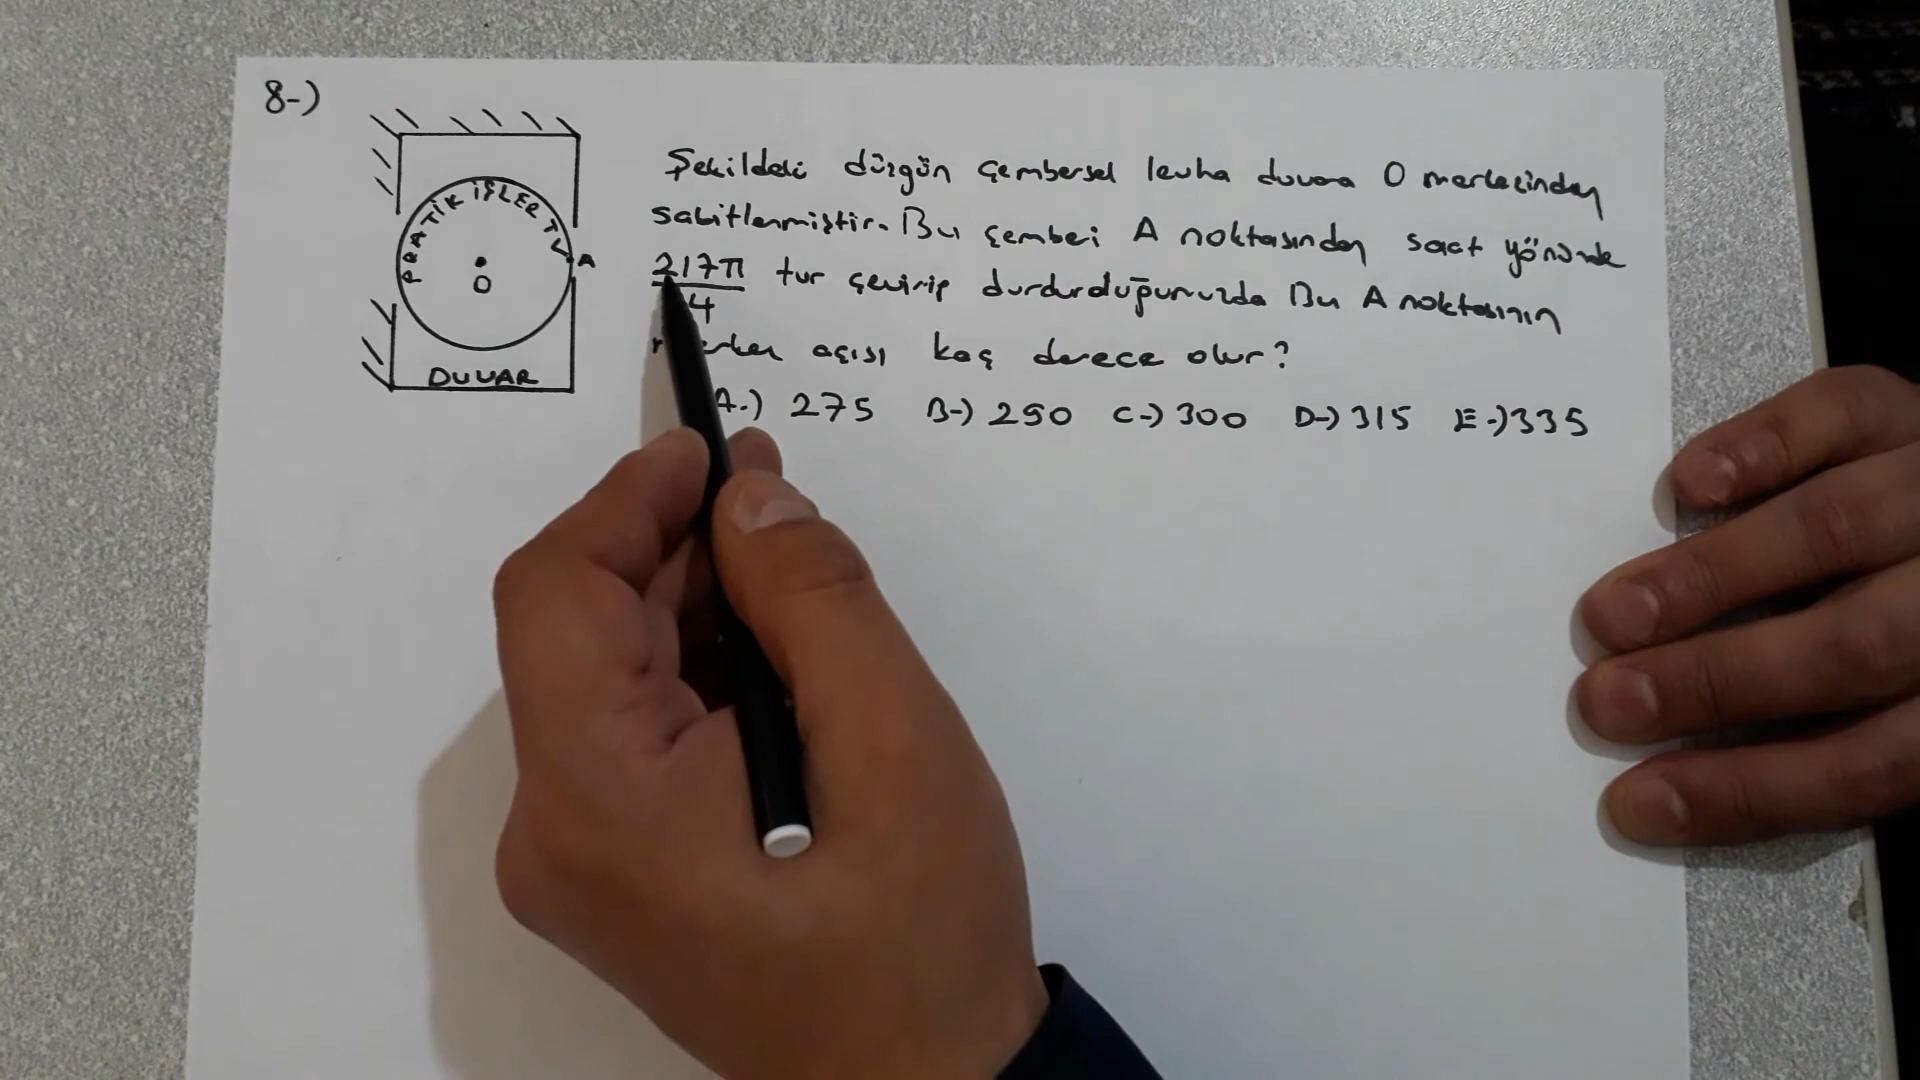 8-)
PRATİK İŞLER TV
A
O
DUVAR
Şekildeki düzgün çembersel levha duvara O merkezinden
sabitlenmiştir. Bu çemberi A noktasından saat yönünde
217π
4
tur çevirip durdurduğumuzda Bu A noktasının
açısı kaç derece olur?
A-) 275 B-) 250 C-) 300 D-) 315 E-) 335